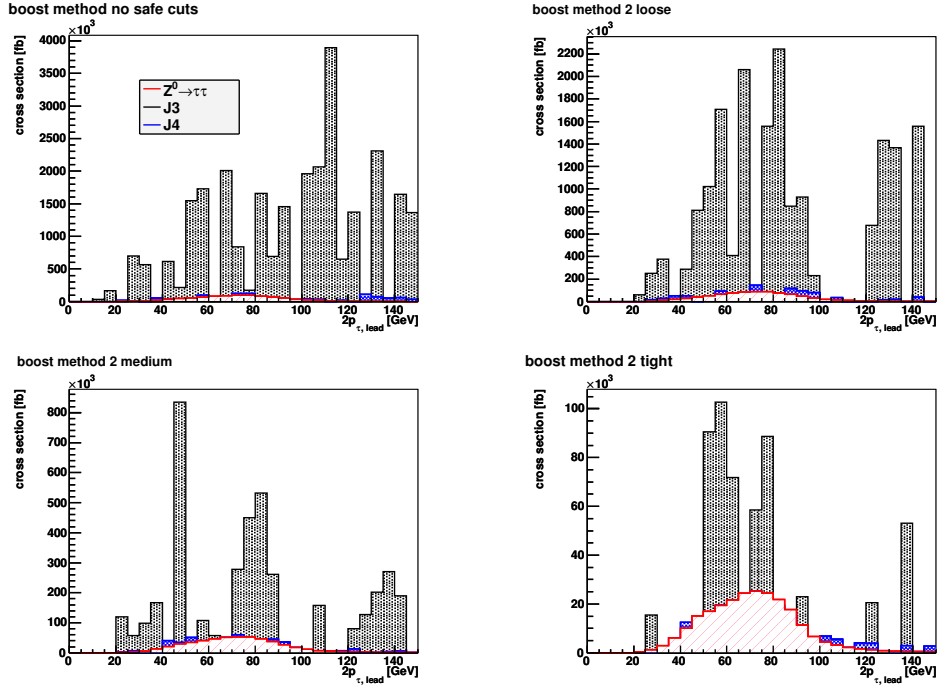 boost method no safe cuts
×10³
cross section [fb]
4000
3500
3000
2500
2000
1500
1000
500
0
Z⁰→ττ
J3
J4
0 20 40 60 80 100 120 140
2p τ, lead [GeV]
boost method 2 loose
×10³
cross section [fb]
2200
2000
1800
1600
1400
1200
1000
800
600
400
200
0
0 20 40 60 80 100 120 140
2p τ, lead [GeV]
boost method 2 medium
×10³
cross section [fb]
900
800
700
600
500
400
300
200
100
0
0 20 40 60 80 100 120 140
2p τ, lead [GeV]
boost method 2 tight
×10³
cross section [fb]
100
80
60
40
20
0
0 20 40 60 80 100 120 140
2p τ, lead [GeV]